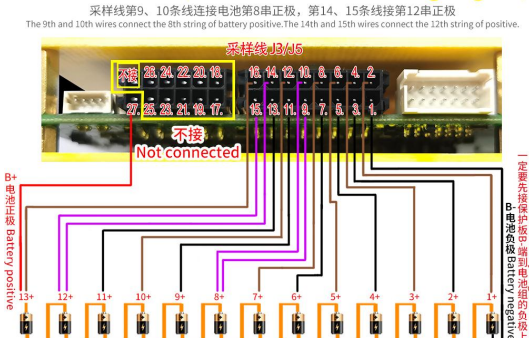 采样线第9、10条线连接电池第8串正极，第14、15条线接第12串正极
The 9th and 10th wires connect the 8th string of battery positive.The 14th and 15th wires connect the 12th string of positive.
采样线 J3/J5
不接 26. 24. 22. 20. 18. 16. 14. 12. 10. 8. 6. 4. 2.
27. 25. 23. 21. 19. 17. 15. 13. 11. 9. 7. 5. 3. 1.
不接
Not connected
B+
电池正极 Battery positive
B-
电池负极 Battery negative
一定要先接保护板B-端到电池组的负极上
13+ 12+ 11+ 10+ 9+ 8+ 7+ 6+ 5+ 4+ 3+ 2+ 1+